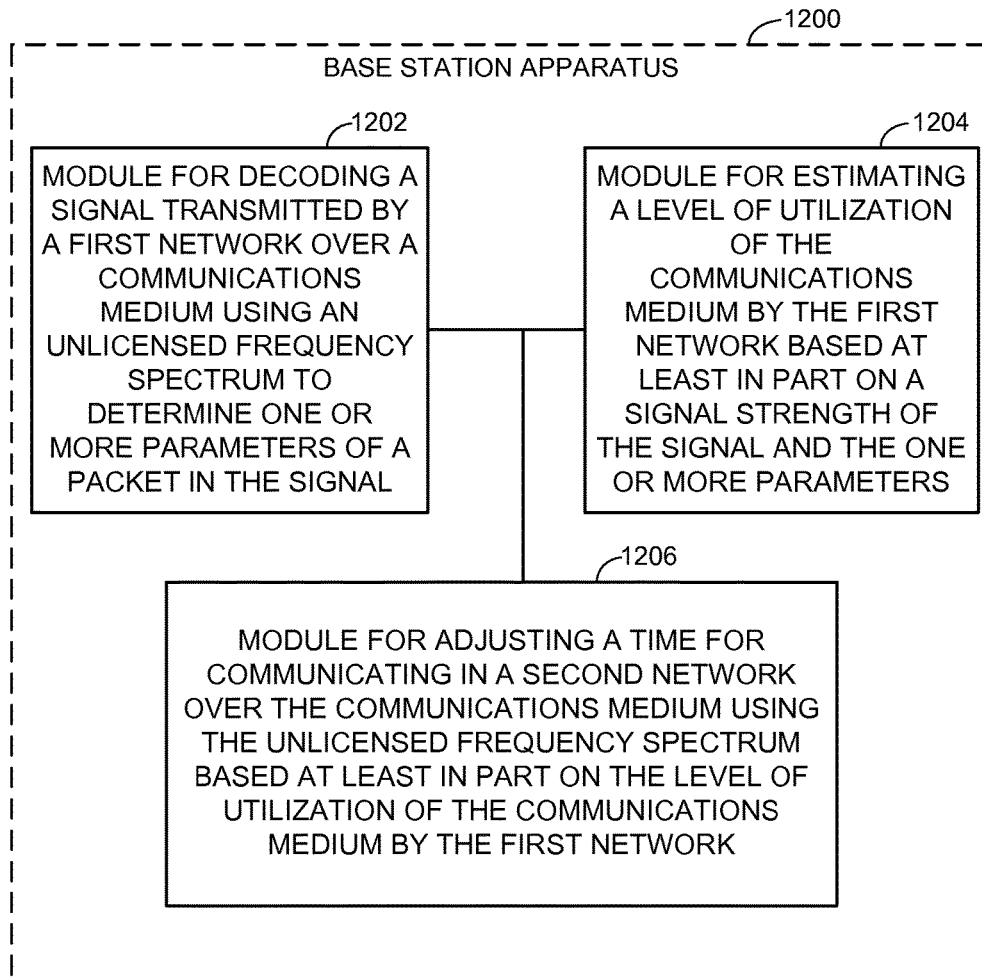 1200
BASE STATION APPARATUS
1202
MODULE FOR DECODING A
SIGNAL TRANSMITTED BY
A FIRST NETWORK OVER A
COMMUNICATIONS
MEDIUM USING AN
UNLICENSED FREQUENCY
SPECTRUM TO
DETERMINE ONE OR
MORE PARAMETERS OF A
PACKET IN THE SIGNAL
1204
MODULE FOR ESTIMATING
A LEVEL OF UTILIZATION
OF THE
COMMUNICATIONS
MEDIUM BY THE FIRST
NETWORK BASED AT
LEAST IN PART ON A
SIGNAL STRENGTH OF
THE SIGNAL AND THE ONE
OR MORE PARAMETERS
1206
MODULE FOR ADJUSTING A TIME FOR
COMMUNICATING IN A SECOND NETWORK
OVER THE COMMUNICATIONS MEDIUM USING
THE UNLICENSED FREQUENCY SPECTRUM
BASED AT LEAST IN PART ON THE LEVEL OF
UTILIZATION OF THE COMMUNICATIONS
MEDIUM BY THE FIRST NETWORK